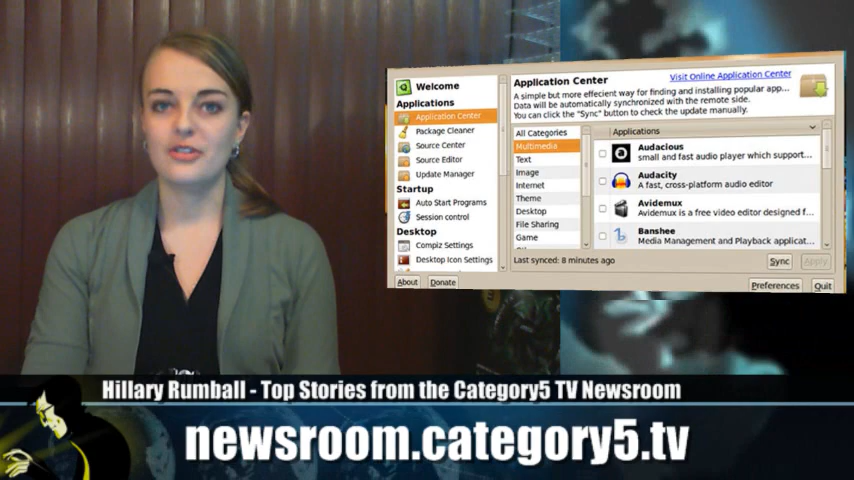 Welcome
Applications
Application Center
Package Cleaner
Source Center
Source Editor
Update Manager
Startup
Auto Start Programs
Session control
Desktop
Compiz Settings
Desktop Icon Settings
About
Donate
Application Center
Visit Online Application Center
A simple but more effecient way for finding and installing popular app...
Data will be automatically synchronized with the remote side.
You can click the "Sync" button to check the update manually.
All Categories
Multimedia
Text
Image
Internet
Theme
Desktop
File Sharing
Game
Applications
Audacious
small and fast audio player which support...
Audacity
A fast, cross-platform audio editor
Avidemux
Avidemux is a free video editor designed f...
Banshee
Media Management and Playback applicat...
Last synced: 8 minutes ago
Sync
Apply
Preferences
Quit
Hillary Rumball - Top Stories from the Category5 TV Newsroom
newsroom.category5.tv